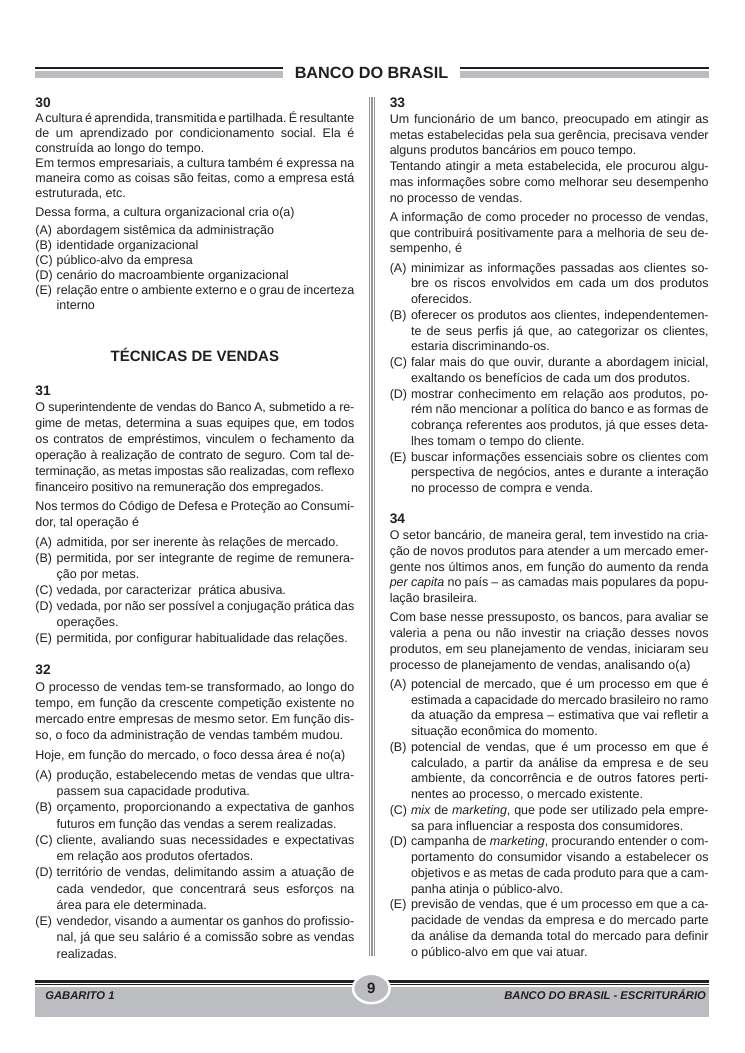 BANCO DO BRASIL
30
A cultura é aprendida, transmitida e partilhada. É resultante
de um aprendizado por condicionamento social. Ela é
construída ao longo do tempo.
Em termos empresariais, a cultura também é expressa na
maneira como as coisas são feitas, como a empresa está
estruturada, etc.
Dessa forma, a cultura organizacional cria o(a)
(A) abordagem sistêmica da administração
(B) identidade organizacional
(C) público-alvo da empresa
(D) cenário do macroambiente organizacional
(E) relação entre o ambiente externo e o grau de incerteza
interno
TÉCNICAS DE VENDAS
31
O superintendente de vendas do Banco A, submetido a re-
gime de metas, determina a suas equipes que, em todos
os contratos de empréstimos, vinculem o fechamento da
operação à realização de contrato de seguro. Com tal de-
terminação, as metas impostas são realizadas, com reflexo
financeiro positivo na remuneração dos empregados.
Nos termos do Código de Defesa e Proteção ao Consumi-
dor, tal operação é
(A) admitida, por ser inerente às relações de mercado.
(B) permitida, por ser integrante de regime de remunera-
ção por metas.
(C) vedada, por caracterizar prática abusiva.
(D) vedada, por não ser possível a conjugação prática das
operações.
(E) permitida, por configurar habitualidade das relações.
32
O processo de vendas tem-se transformado, ao longo do
tempo, em função da crescente competição existente no
mercado entre empresas de mesmo setor. Em função dis-
so, o foco da administração de vendas também mudou.
Hoje, em função do mercado, o foco dessa área é no(a)
(A) produção, estabelecendo metas de vendas que ultra-
passem sua capacidade produtiva.
(B) orçamento, proporcionando a expectativa de ganhos
futuros em função das vendas a serem realizadas.
(C) cliente, avaliando suas necessidades e expectativas
em relação aos produtos ofertados.
(D) território de vendas, delimitando assim a atuação de
cada vendedor, que concentrará seus esforços na
área para ele determinada.
(E) vendedor, visando a aumentar os ganhos do profissio-
nal, já que seu salário é a comissão sobre as vendas
realizadas.
33
Um funcionário de um banco, preocupado em atingir as
metas estabelecidas pela sua gerência, precisava vender
alguns produtos bancários em pouco tempo.
Tentando atingir a meta estabelecida, ele procurou algu-
mas informações sobre como melhorar seu desempenho
no processo de vendas.
A informação de como proceder no processo de vendas,
que contribuirá positivamente para a melhoria de seu de-
sempenho, é
(A) minimizar as informações passadas aos clientes so-
bre os riscos envolvidos em cada um dos produtos
oferecidos.
(B) oferecer os produtos aos clientes, independentemen-
te de seus perfis já que, ao categorizar os clientes,
estaria discriminando-os.
(C) falar mais do que ouvir, durante a abordagem inicial,
exaltando os benefícios de cada um dos produtos.
(D) mostrar conhecimento em relação aos produtos, po-
rém não mencionar a política do banco e as formas de
cobrança referentes aos produtos, já que esses deta-
lhes tomam o tempo do cliente.
(E) buscar informações essenciais sobre os clientes com
perspectiva de negócios, antes e durante a interação
no processo de compra e venda.
34
O setor bancário, de maneira geral, tem investido na cria-
ção de novos produtos para atender a um mercado emer-
gente nos últimos anos, em função do aumento da renda
per capita no país – as camadas mais populares da popu-
lação brasileira.
Com base nesse pressuposto, os bancos, para avaliar se
valeria a pena ou não investir na criação desses novos
produtos, em seu planejamento de vendas, iniciaram seu
processo de planejamento de vendas, analisando o(a)
(A) potencial de mercado, que é um processo em que é
estimada a capacidade do mercado brasileiro no ramo
da atuação da empresa – estimativa que vai refletir a
situação econômica do momento.
(B) potencial de vendas, que é um processo em que é
calculado, a partir da análise da empresa e de seu
ambiente, da concorrência e de outros fatores perti-
nentes ao processo, o mercado existente.
(C) mix de marketing, que pode ser utilizado pela empre-
sa para influenciar a resposta dos consumidores.
(D) campanha de marketing, procurando entender o com-
portamento do consumidor visando a estabelecer os
objetivos e as metas de cada produto para que a cam-
panha atinja o público-alvo.
(E) previsão de vendas, que é um processo em que a ca-
pacidade de vendas da empresa e do mercado parte
da análise da demanda total do mercado para definir
o público-alvo em que vai atuar.
GABARITO 1
9
BANCO DO BRASIL - ESCRITURÁRIO